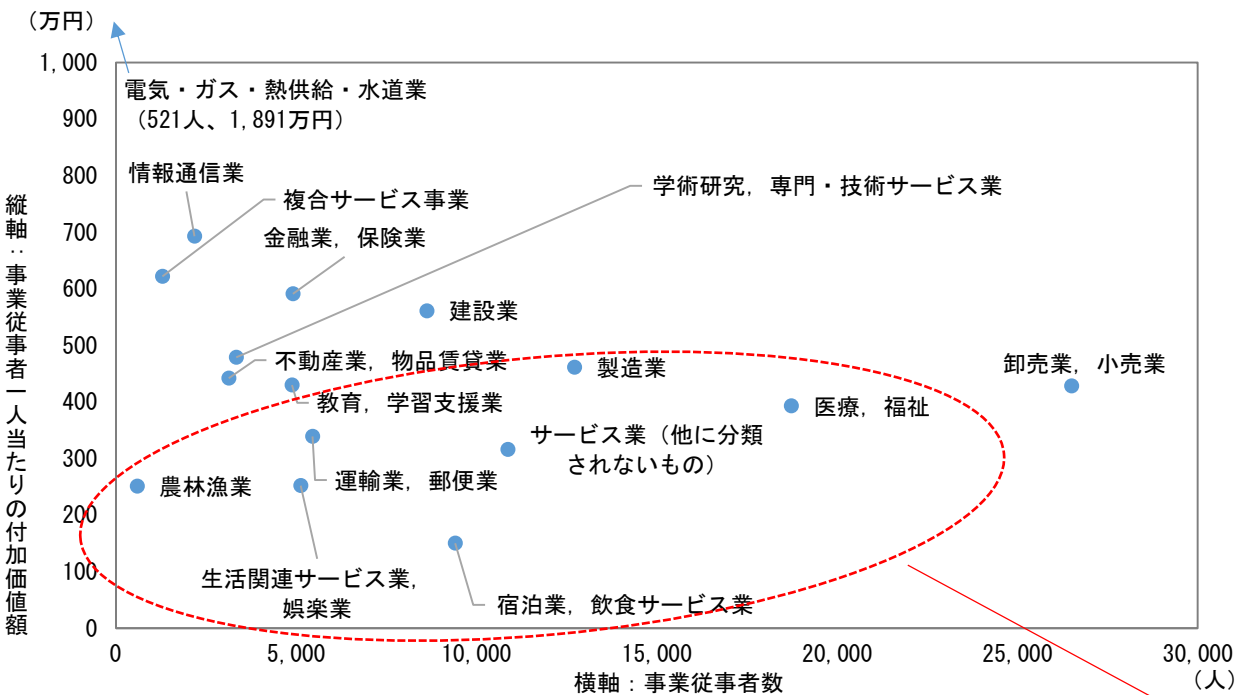 （万円）
1,000
900
800
700
600
500
400
300
200
100
0
縦軸：事業従事者一人当たりの付加価値額
電気・ガス・熱供給・水道業
（521人、1,891万円）
情報通信業
複合サービス事業
金融業，保険業
学術研究，専門・技術サービス業
建設業
不動産業，物品賃貸業
製造業
卸売業，小売業
教育，学習支援業
医療，福祉
サービス業（他に分類
されないもの）
運輸業，郵便業
農林漁業
生活関連サービス業，
娯楽業
宿泊業，飲食サービス業
0
5,000
10,000
15,000
20,000
25,000
30,000
（人）
横軸：事業従事者数